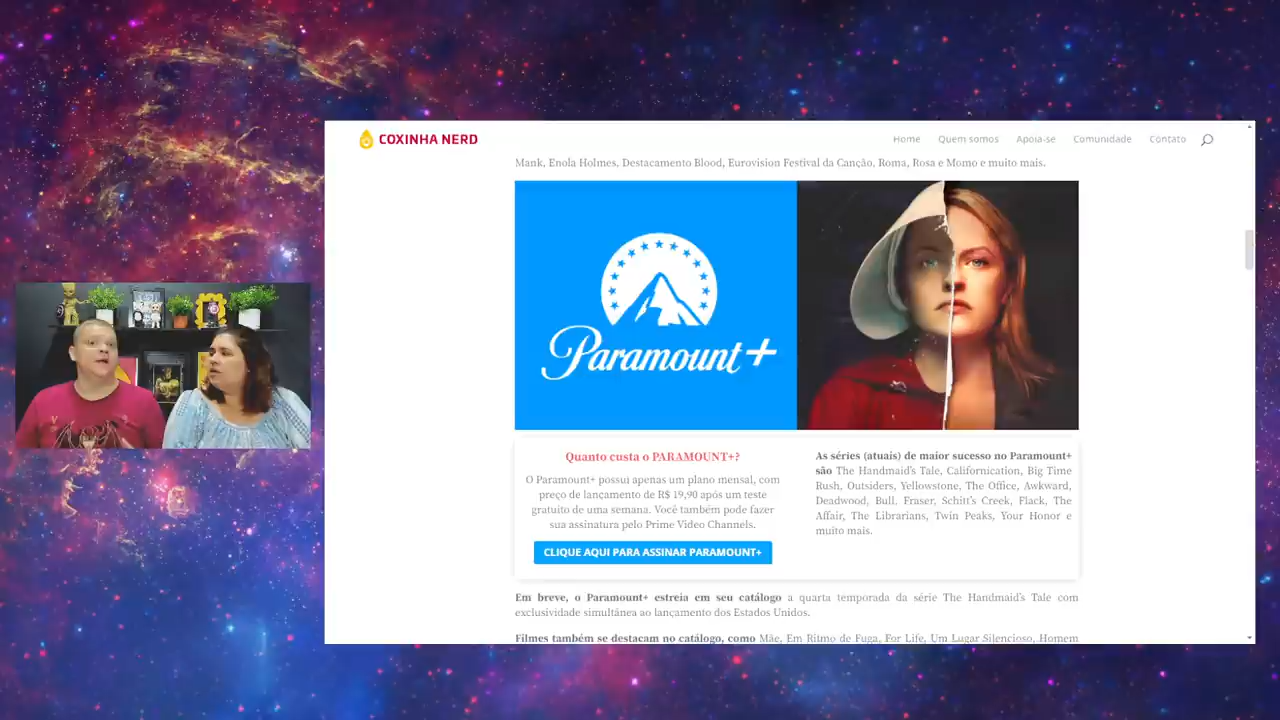 COXINHA NERD
Home Quem somos Apoia-se Comunidade Contato
Mank, Enola Holmes, Destacamento Blood, Eurovision Festival da Canção, Roma, Rosa e Momo e muito mais.
Paramount+
Quanto custa o PARAMOUNT+?
O Paramount+ possui apenas um plano mensal, com
preço de lançamento de R$ 19,90 após um teste
gratuito de uma semana. Você também pode fazer
sua assinatura pelo Prime Video Channels.
CLIQUE AQUI PARA ASSINAR PARAMOUNT+
As séries (atuais) de maior sucesso no Paramount+
são The Handmaid's Tale, Californication, Big Time
Rush, Outsiders, Yellowstone, The Office, Awkward,
Deadwood, Bull, Fraser, Schitt's Creek, Flack, The
Affair, The Librarians, Twin Peaks, Your Honor e
muito mais.
Em breve, o Paramount+ estreia em seu catálogo a quarta temporada da série The Handmaid's Tale com
exclusividade simultânea ao lançamento dos Estados Unidos.
Filmes também se destacam no catálogo, como Mãe, Em Ritmo de Fuga, For Life, Um Lugar Silencioso, Homem